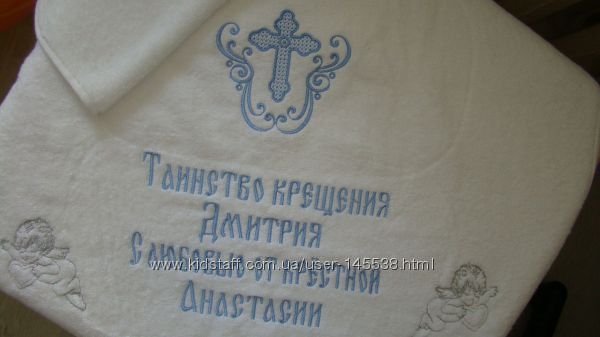 Таинство крещения
Дмитрия
С любовью от крестной
www.kidstaff.com.ua/user-145538.html
Анастасии